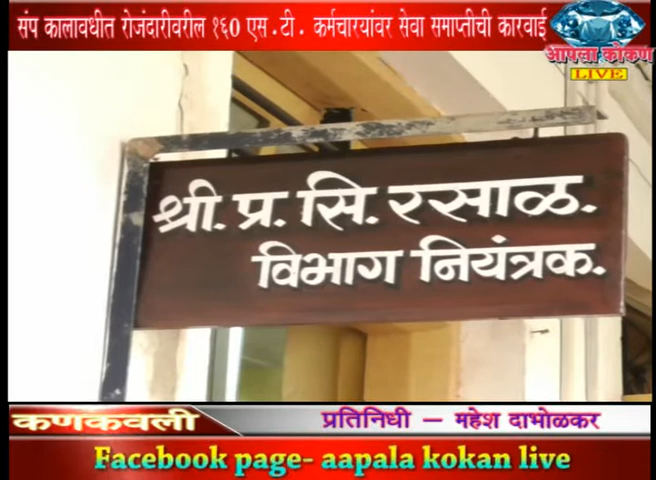 संप कालावधीत रोजंदारीवरील १६० एस.टी. कर्मचारयांवर सेवा समाप्तीची कारवाई
आपला कोकण
LIVE
श्री. प्र. सि. रसाळ.
विभाग नियंत्रक.
कणकवली
प्रतिनिधी – महेश दाभोळकर
Facebook page- aapala kokan live